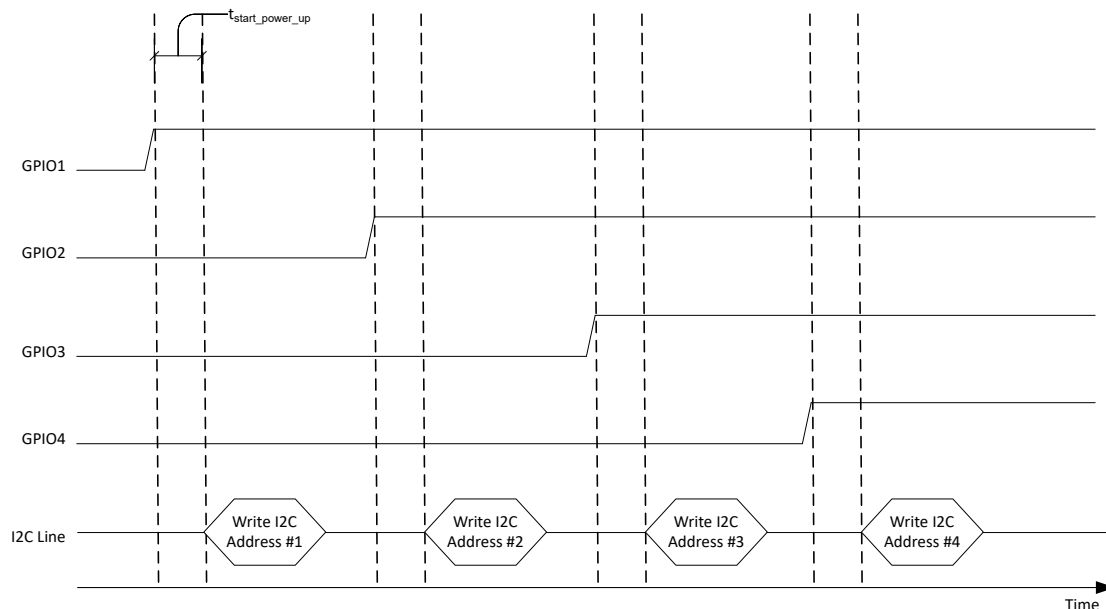 tstart_power_up
GPIO1
GPIO2
GPIO3
GPIO4
I2C Line
Write I2C
Address #1
Write I2C
Address #2
Write I2C
Address #3
Write I2C
Address #4
Time